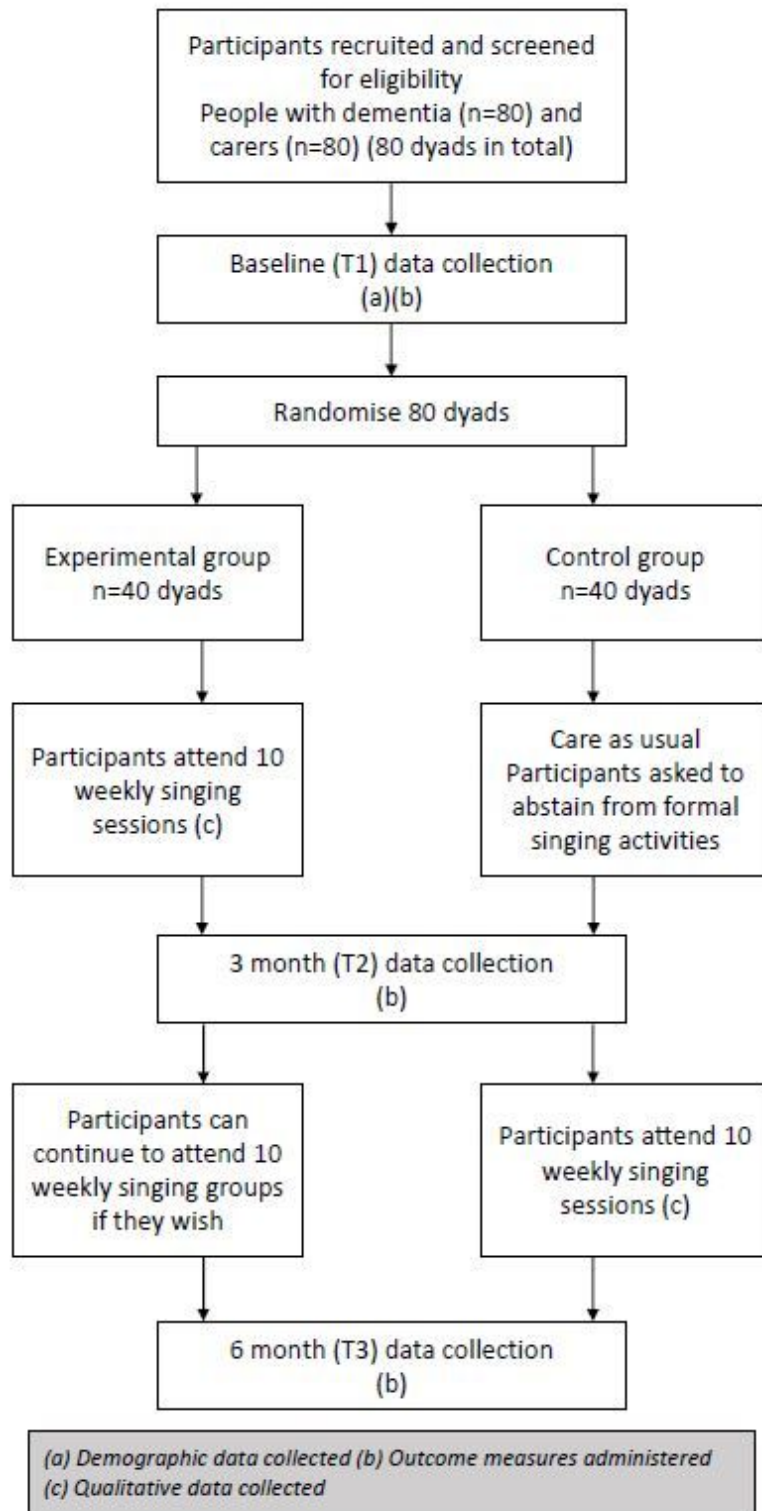 Participants recruited and screened
for eligibility
People with dementia (n=80) and
carers (n=80) (80 dyads in total)
Baseline (T1) data collection
(a)(b)
Randomise 80 dyads
Experimental group
n=40 dyads
Control group
n=40 dyads
Participants attend 10
weekly singing
sessions (c)
Care as usual
Participants asked to
abstain from formal
singing activities
3 month (T2) data collection
(b)
Participants can
continue to attend 10
weekly singing groups
if they wish
Participants attend 10
weekly singing
sessions (c)
6 month (T3) data collection
(b)
(a) Demographic data collected (b) Outcome measures administered
(c) Qualitative data collected